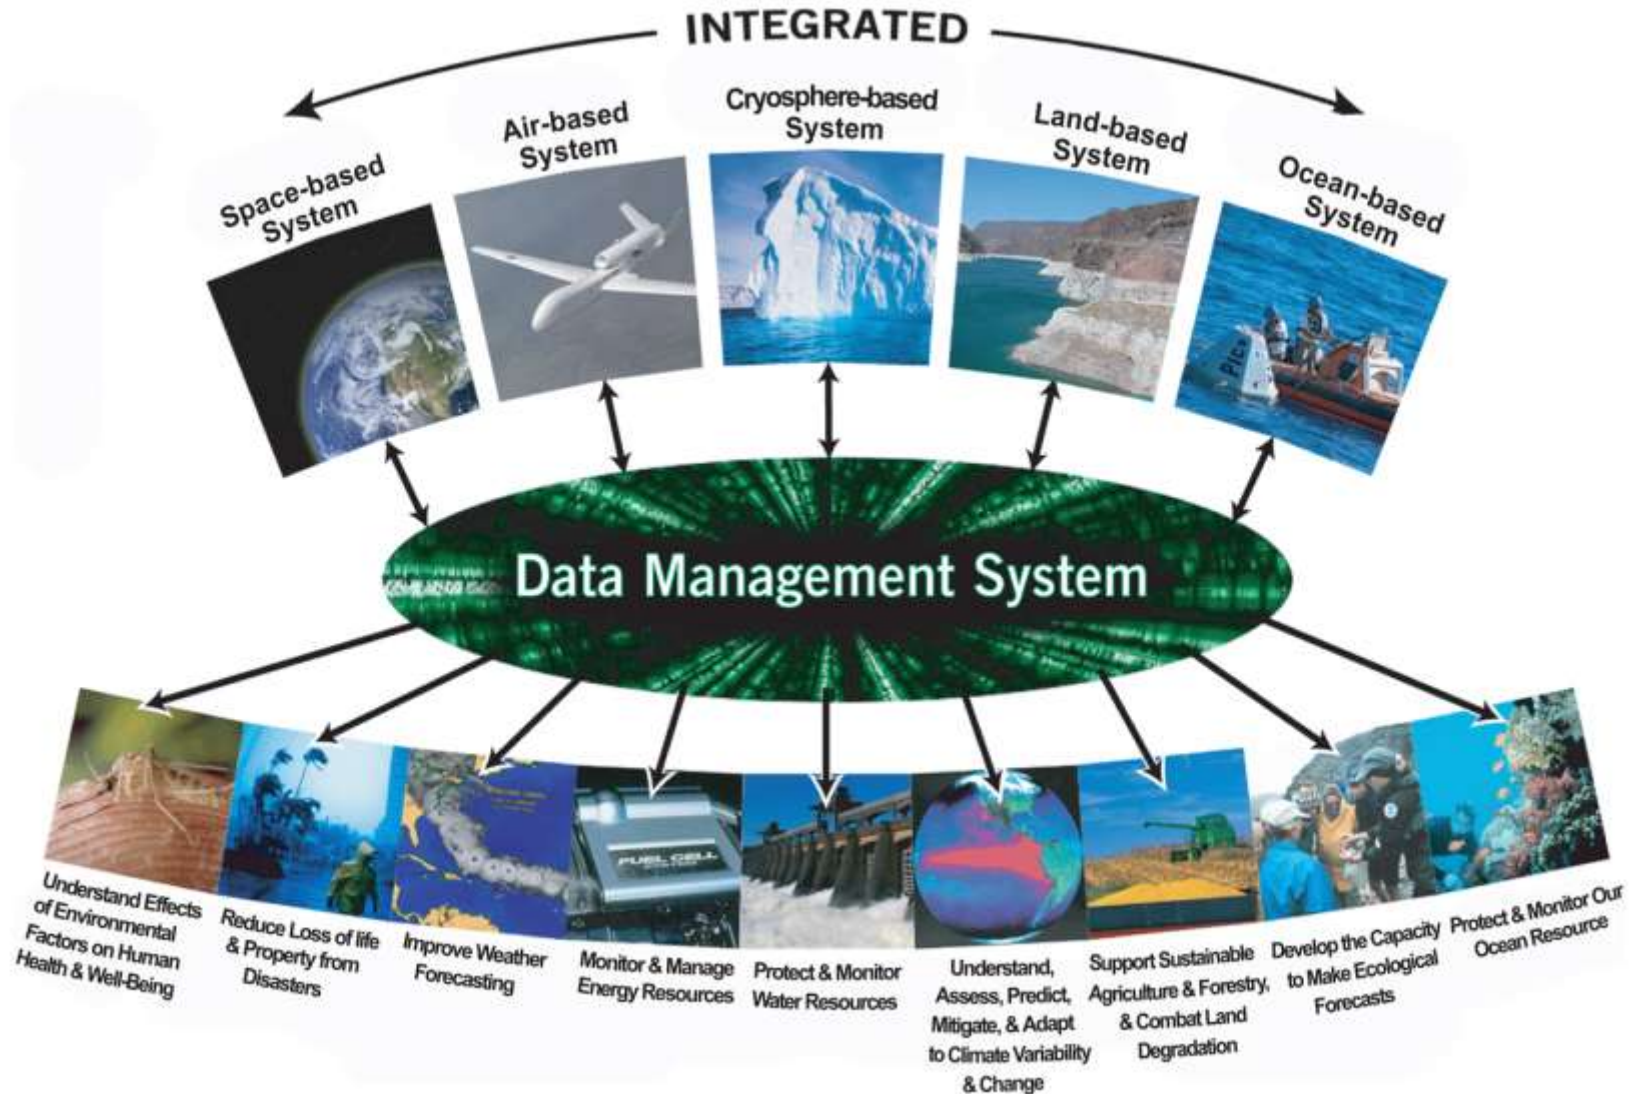 INTEGRATED
Space-based
System
Air-based
System
Cryosphere-based
System
Land-based
System
Ocean-based
System
Data Management System
FUEL CELL
Understand Effects
of Environmental
Factors on Human
Health & Well-Being
Reduce Loss of life
& Property from
Disasters
Improve Weather
Forecasting
Monitor & Manage
Energy Resources
Protect & Monitor
Water Resources
Understand,
Assess, Predict,
Mitigate, & Adapt
to Climate Variability
& Change
Support Sustainable
Agriculture & Forestry,
& Combat Land
Degradation
Develop the Capacity
to Make Ecological
Forecasts
Protect & Monitor Our
Ocean Resource